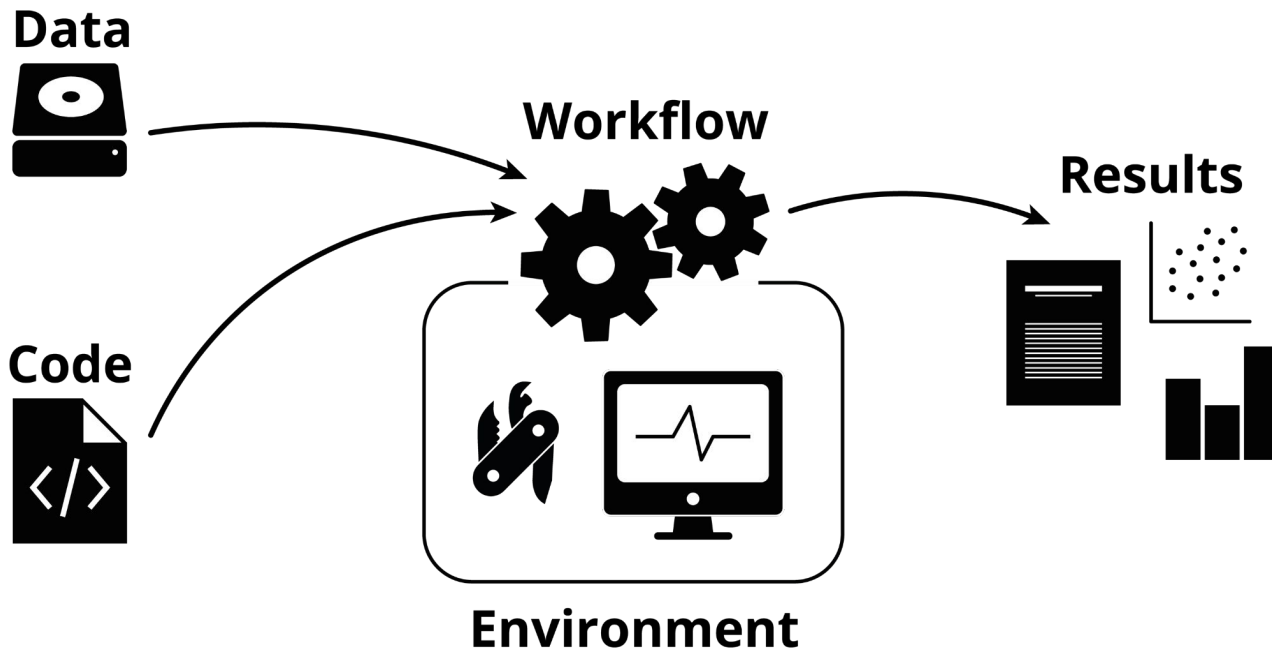 Data
Workflow
Results
Code
</>
Environment